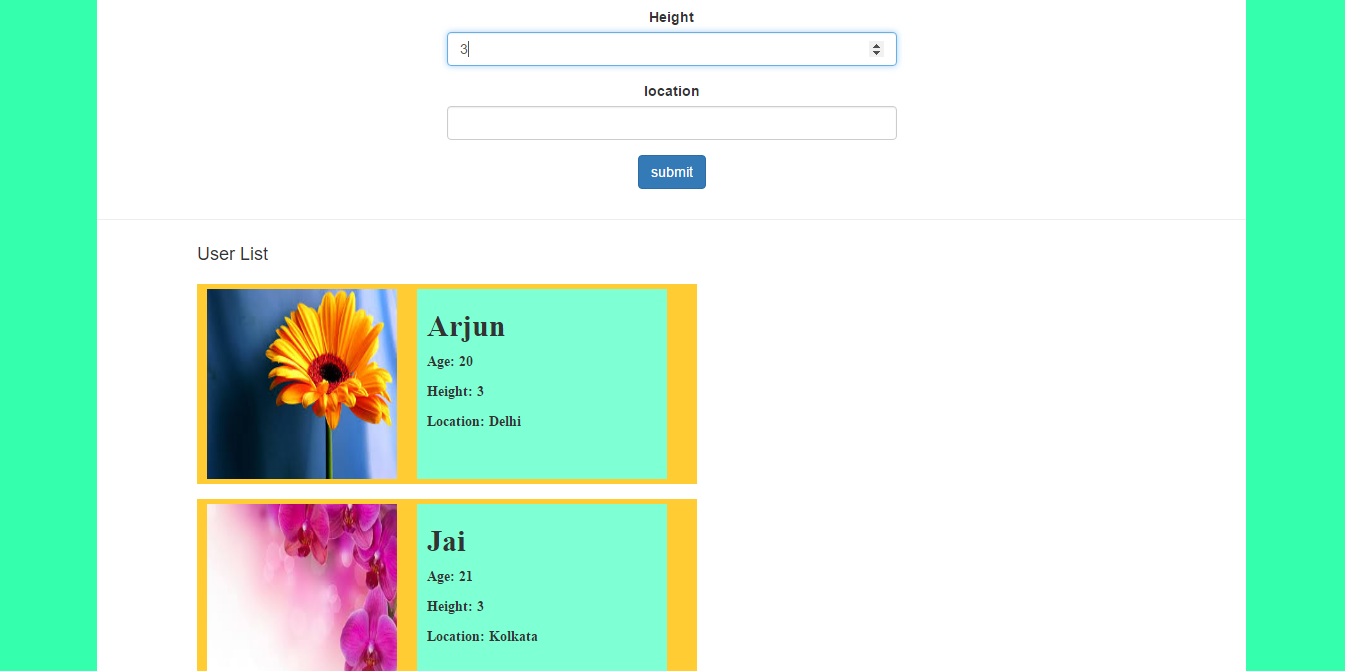 Height
3
location
submit
User List
Arjun
Age: 20
Height: 3
Location: Delhi
Jai
Age: 21
Height: 3
Location: Kolkata